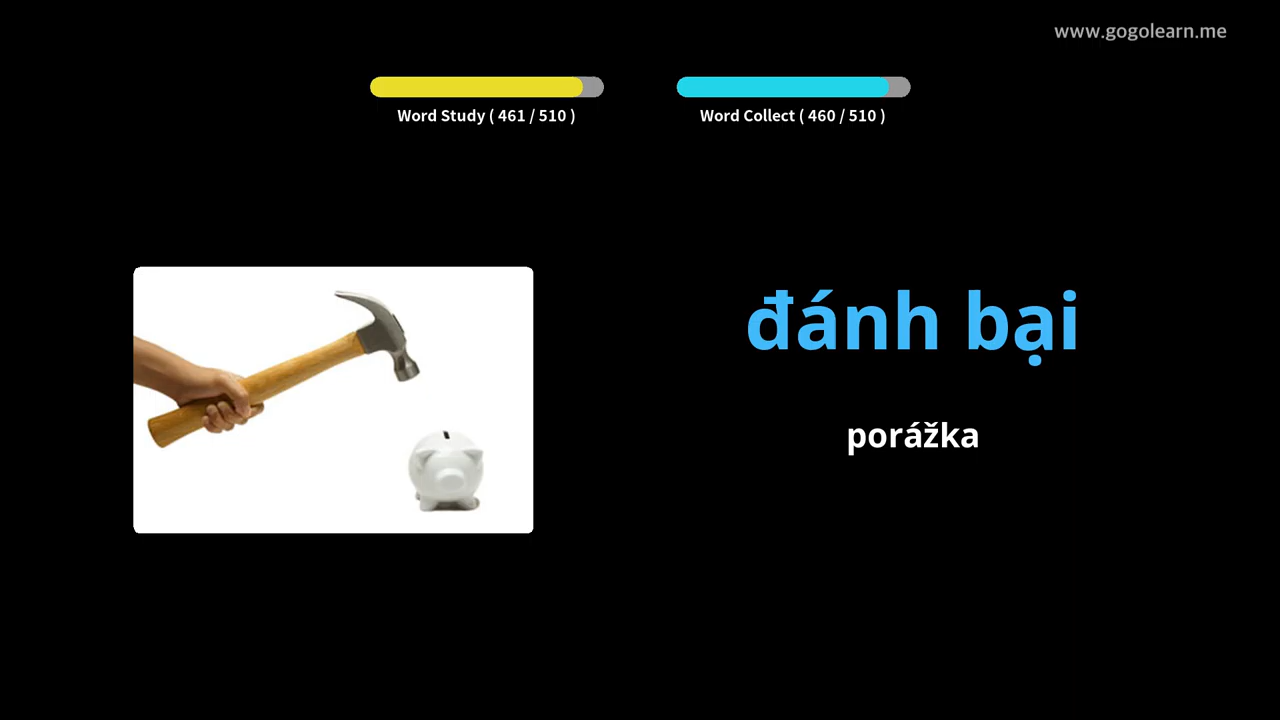 www.gogolearn.me
Word Study ( 461 / 510 )
Word Collect ( 460 / 510 )
đánh bại
porážka